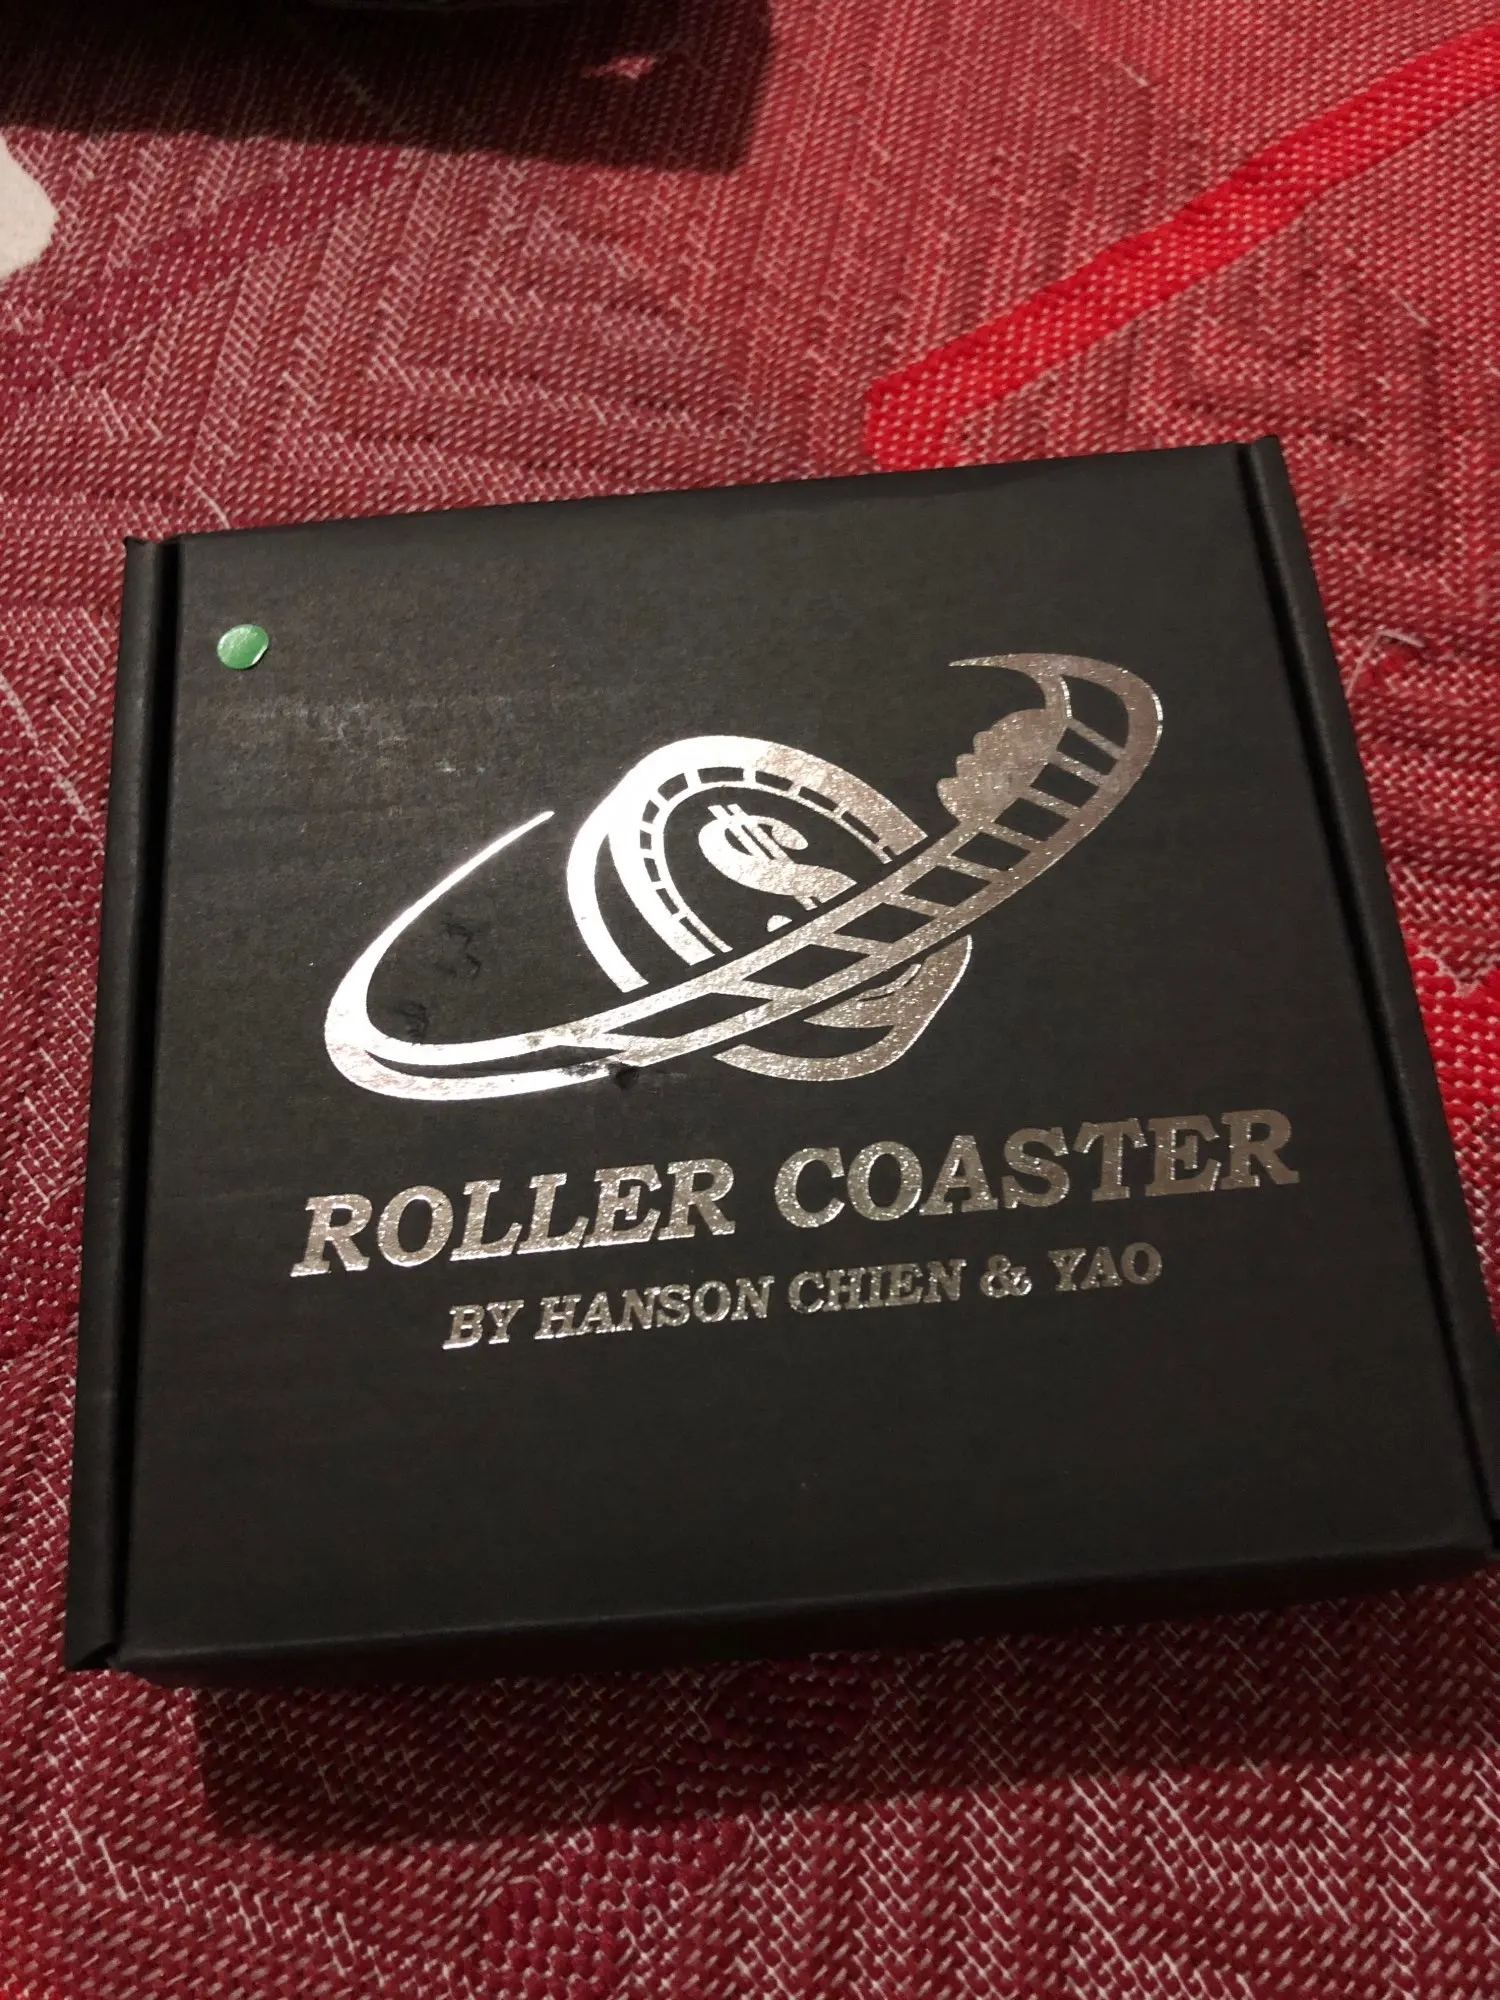 $
ROLLER COASTER
BY HANSON CHIEN & YAO